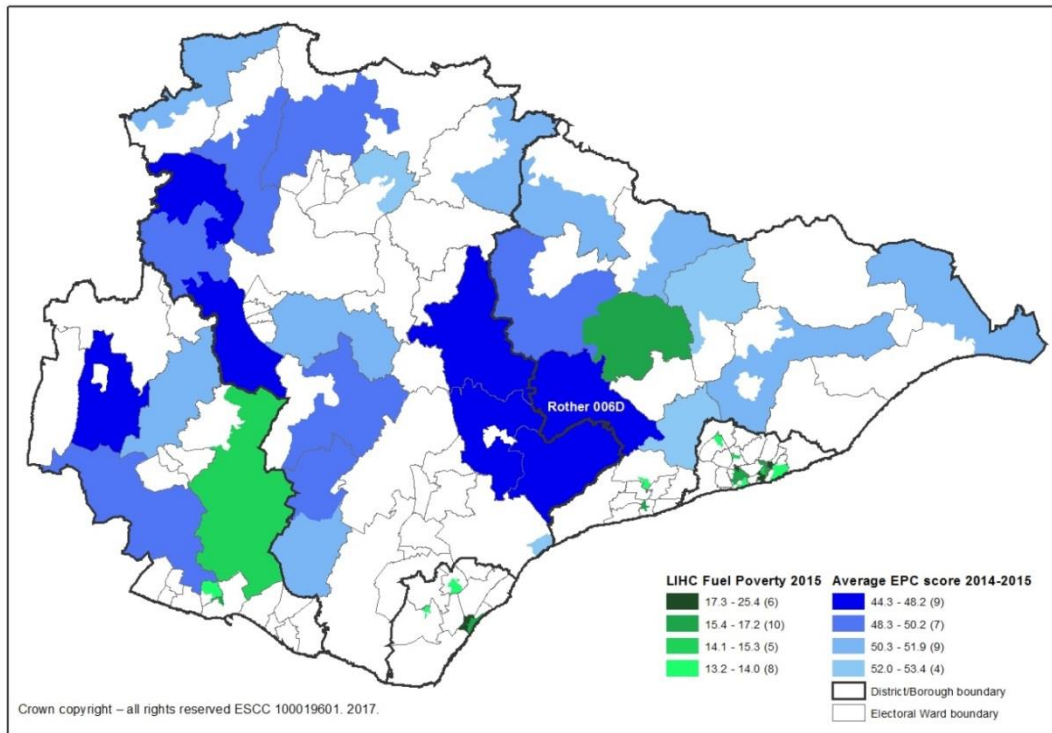 Rother 006D
LIHC Fuel Poverty 2015
17.3 - 25.4 (6)
15.4 - 17.2 (10)
14.1 - 15.3 (5)
13.2 - 14.0 (8)
Average EPC score 2014-2015
44.3 - 48.2 (9)
48.3 - 50.2 (7)
50.3 - 51.9 (9)
52.0 - 53.4 (4)
District/Borough boundary
Electoral Ward boundary
Crown copyright – all rights reserved ESCC 100019601. 2017.